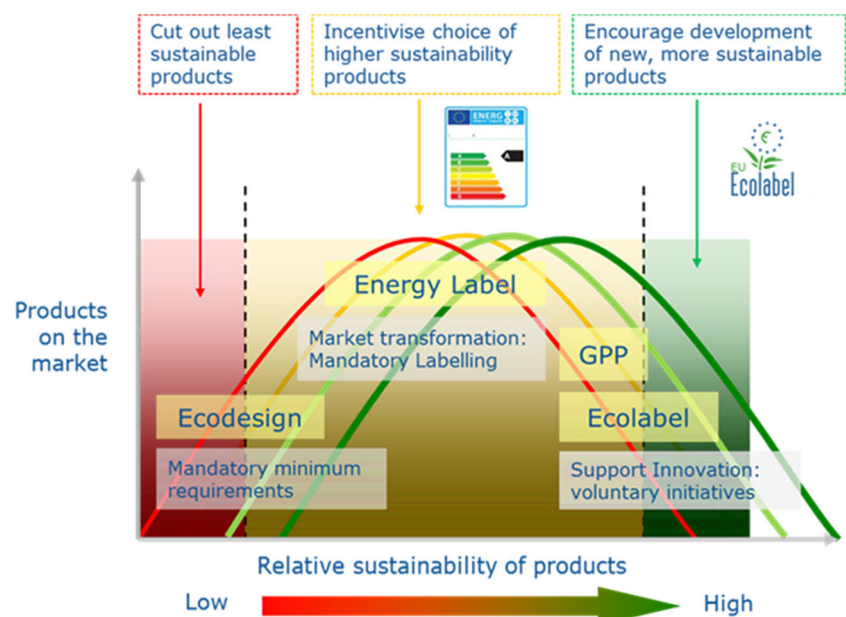 Cut out least
sustainable
products
Incentivise choice of
higher sustainability
products
Encourage development
of new, more sustainable
products
ENERG
A
EU
Ecolabel
Products
on the
market
Energy Label
Market transformation:
Mandatory Labelling
GPP
Ecodesign
Ecolabel
Mandatory minimum
requirements
Support Innovation:
voluntary initiatives
Relative sustainability of products
Low
High